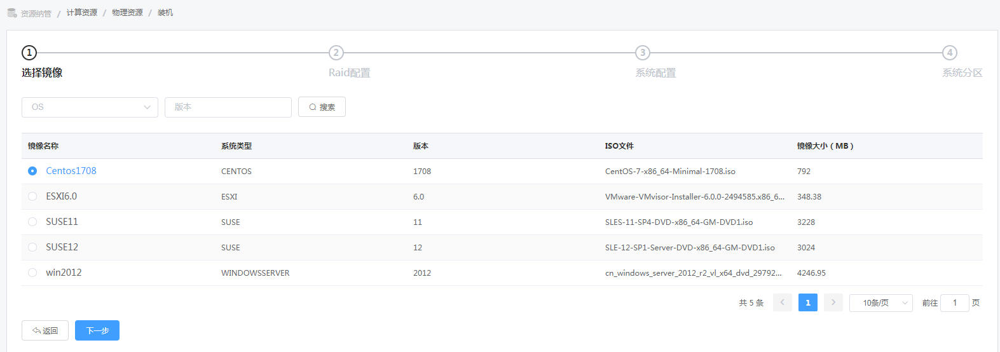 资源纳管 / 计算资源 / 物理资源 / 装机
1 2 3 4
选择镜像 Raid配置 系统配置 系统分区
OS 版本 搜索
镜像名称 系统类型 版本 ISO文件 镜像大小（MB）
Centos1708 CENTOS 1708 CentOS-7-x86_64-Minimal-1708.iso 792
ESXI6.0 ESXI 6.0 VMware-VMvisor-Installer-6.0.0-2494585.x86_6... 348.38
SUSE11 SUSE 11 SLES-11-SP4-DVD-x86_64-GM-DVD1.iso 3228
SUSE12 SUSE 12 SLE-12-SP1-Server-DVD-x86_64-GM-DVD1.iso 3024
win2012 WINDOWSSERVER 2012 cn_windows_server_2012_r2_vl_x64_dvd_29792... 4246.95
共 5 条 1 10条/页 前往 1 页
返回 下一步